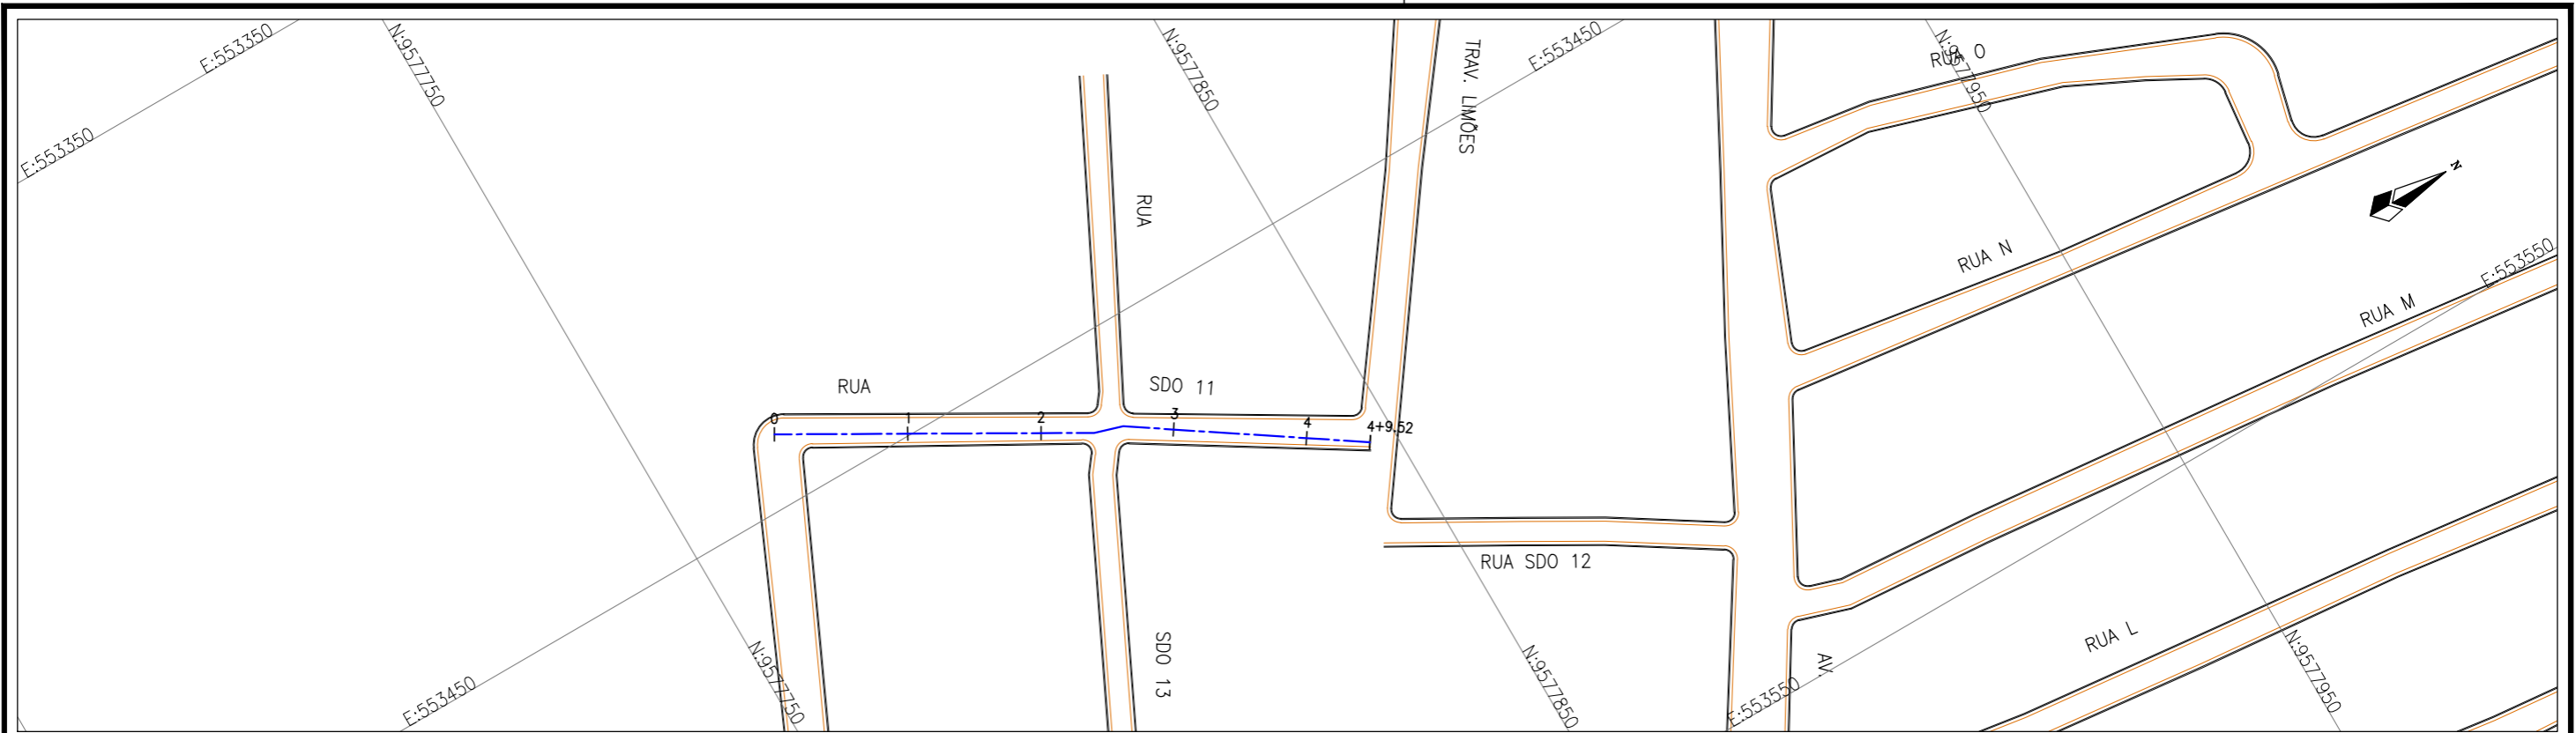 E:553350
N:9577750
N:9577850
TRAV. LIMÕES
E:553450
N:9577950
RUA O
E:553350
N
RUA
RUA N
E:553550
RUA M
RUA
SDO 11
0
1
2
3
4
4+9.52
RUA SDO 12
SDO 13
AV.
RUA L
N:9577750
N:9577850
N:9577950
E:553450
E:553550